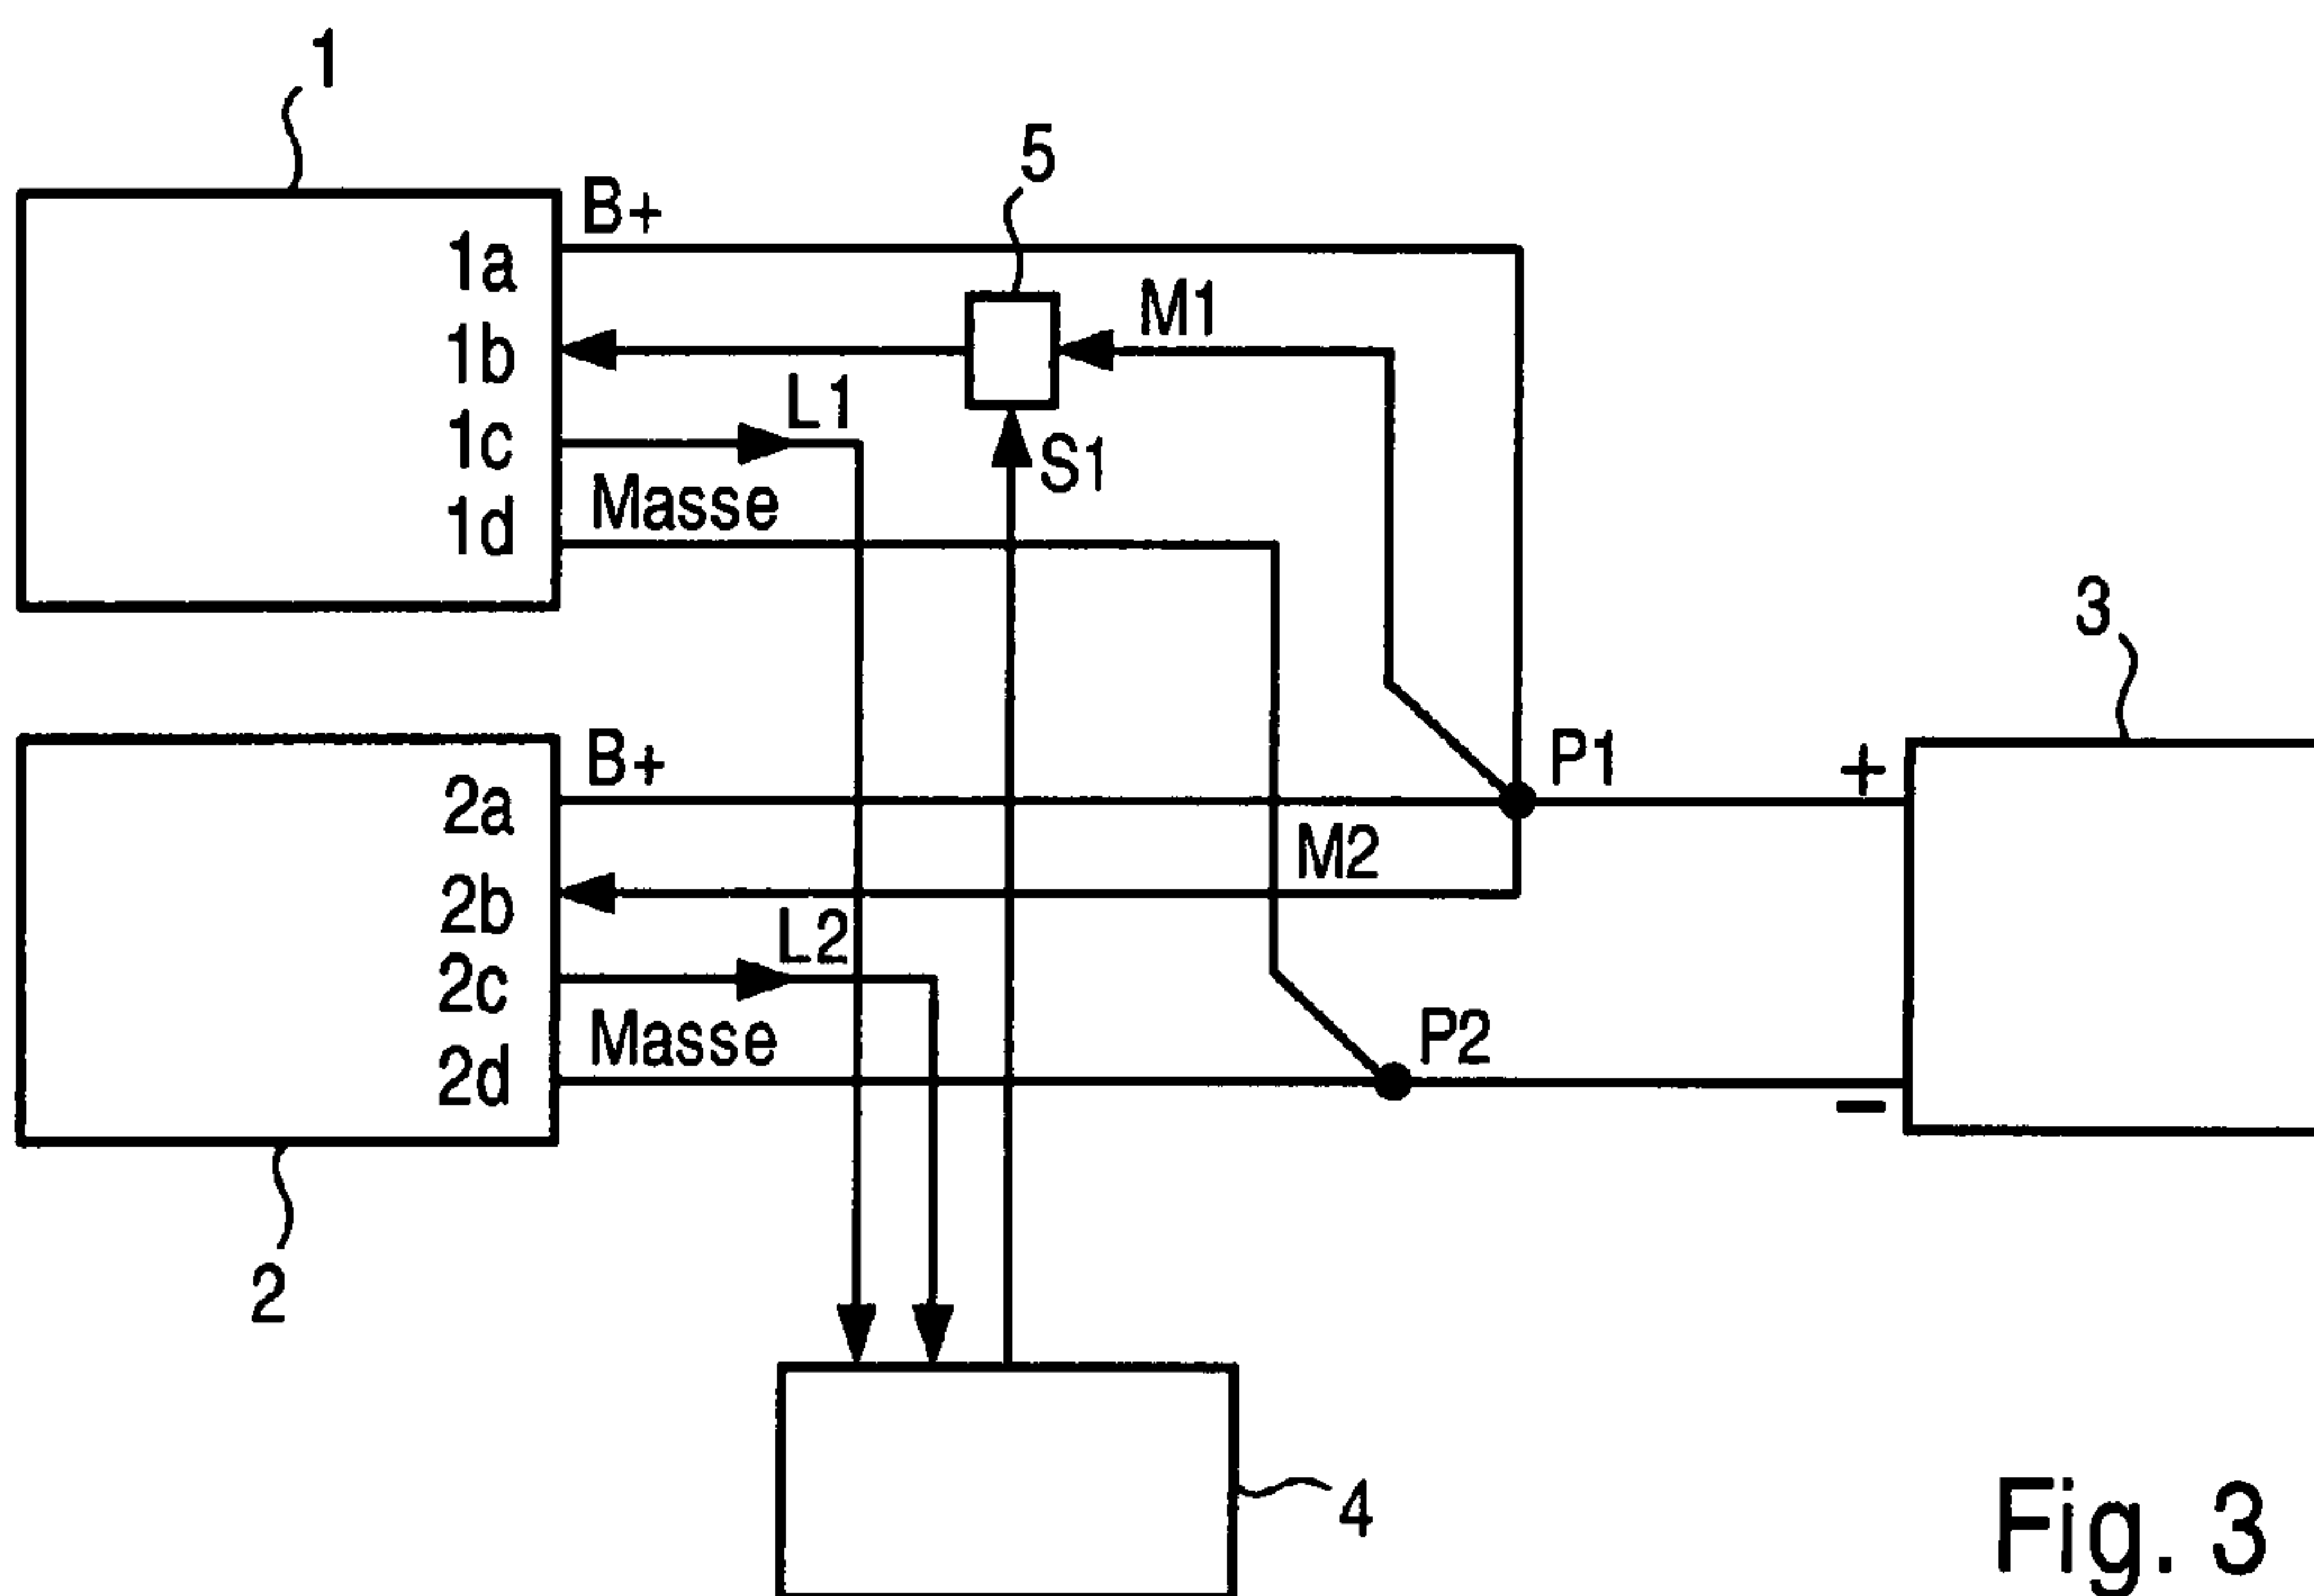 1
5
B+
1a
M1
1b
L1
1c
S1
Masse
1d
3
B+
P1
+
2a
M2
2b
L2
2c
Masse
P2
2d
−
2
4
Fig. 3